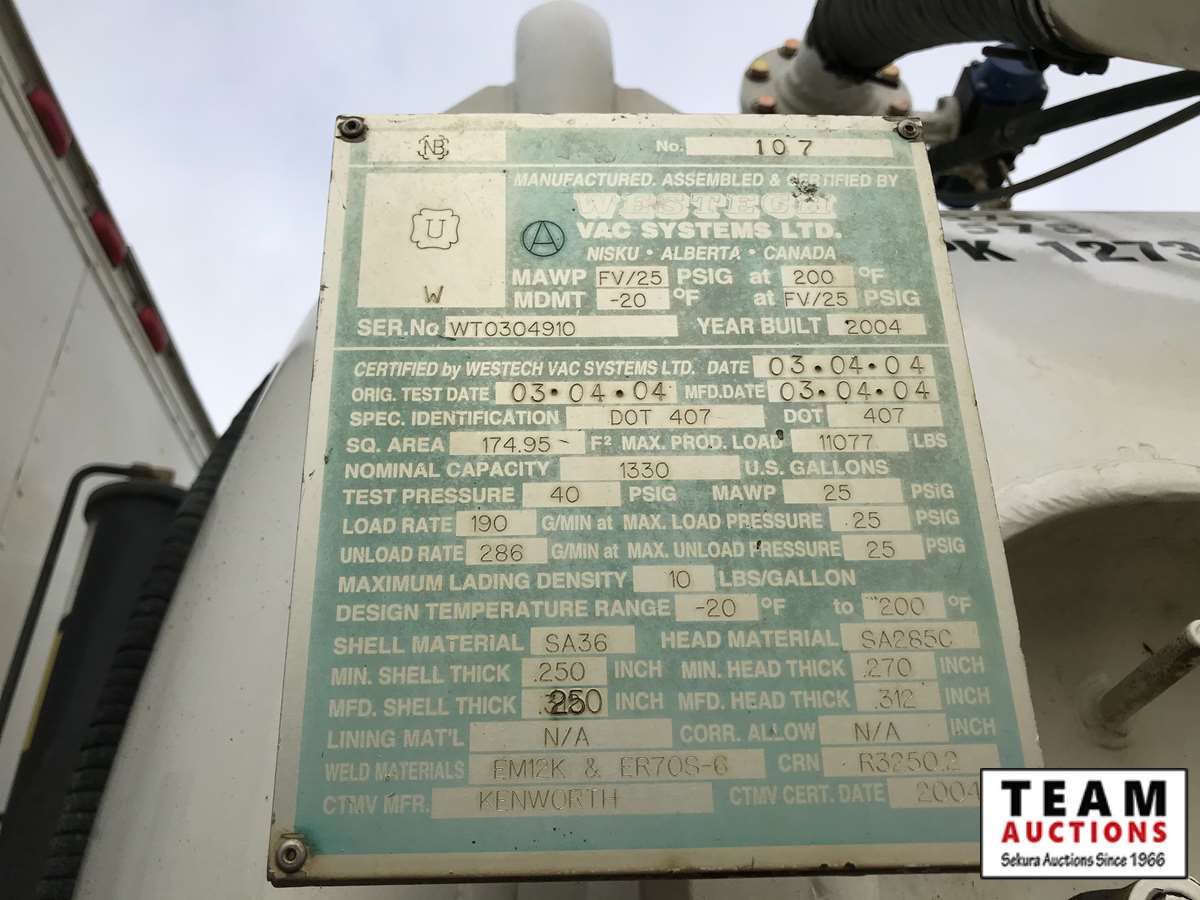 NB
No. 107
MANUFACTURED. ASSEMBLED & CERTIFIED BY
WESTECH
VAC SYSTEMS LTD.
NISKU · ALBERTA · CANADA
U
W
A
MAWP FV/25 PSIG at 200 °F
MDMT -20 °F at FV/25 PSIG
SER.No WT0304910 YEAR BUILT 2004
CERTIFIED by WESTECH VAC SYSTEMS LTD. DATE 03·04·04
ORIG. TEST DATE 03·04·04 MFD.DATE 03·04·04
SPEC. IDENTIFICATION DOT 407 DOT 407
SQ. AREA 174.95 F² MAX. PROD. LOAD 11077 LBS
NOMINAL CAPACITY 1330 U.S. GALLONS
TEST PRESSURE 40 PSIG MAWP 25 PSIG
LOAD RATE 190 G/MIN at MAX. LOAD PRESSURE 25 PSIG
UNLOAD RATE 286 G/MIN at MAX. UNLOAD PRESSURE 25 PSIG
MAXIMUM LADING DENSITY 10 LBS/GALLON
DESIGN TEMPERATURE RANGE -20 °F to 200 °F
SHELL MATERIAL SA36 HEAD MATERIAL SA285C
MIN. SHELL THICK .250 INCH MIN. HEAD THICK .270 INCH
MFD. SHELL THICK 250 INCH MFD. HEAD THICK .312 INCH
LINING MAT'L N/A CORR. ALLOW N/A INCH
WELD MATERIALS EM12K & ER70S-6 CRN R3250.2
CTMV MFR. KENWORTH CTMV CERT. DATE 2004
578
PK 1273
TEAM
AUCTIONS
Sekura Auctions Since 1966